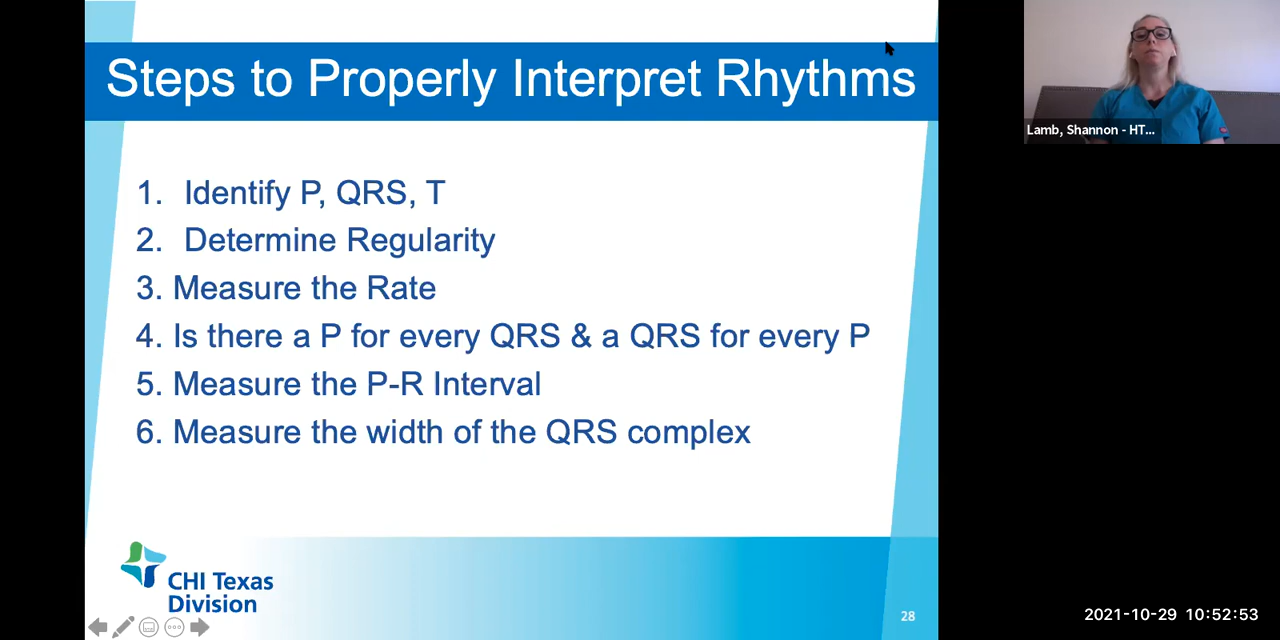 Steps to Properly Interpret Rhythms
1. Identify P, QRS, T
2. Determine Regularity
3. Measure the Rate
4. Is there a P for every QRS & a QRS for every P
5. Measure the P-R Interval
6. Measure the width of the QRS complex
CHI Texas
Division
28
Lamb, Shannon - HT...
2021-10-29 10:52:53